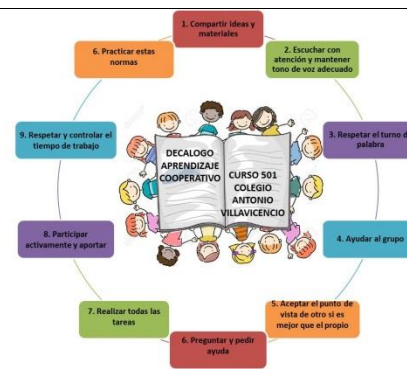 1. Compartir ideas y
materiales
2. Escuchar con
atención y mantener
tono de voz adecuado
3. Respetar el turno d
palabra
4. Ayudar al grupo
5. Aceptar el punto de
vista de otro si es
mejor que el propio
6. Preguntar y pedir
ayuda
7. Realizar todas las
tareas
8. Participar
activamente y aportar
9. Respetar y controlar el
tiempo de trabajo
6. Practicar estas
normas
DECALOGO
APRENDIZAJE
COOPERATIVO
CURSO 501
COLEGIO
ANTONIO
VILLAVICENCIO